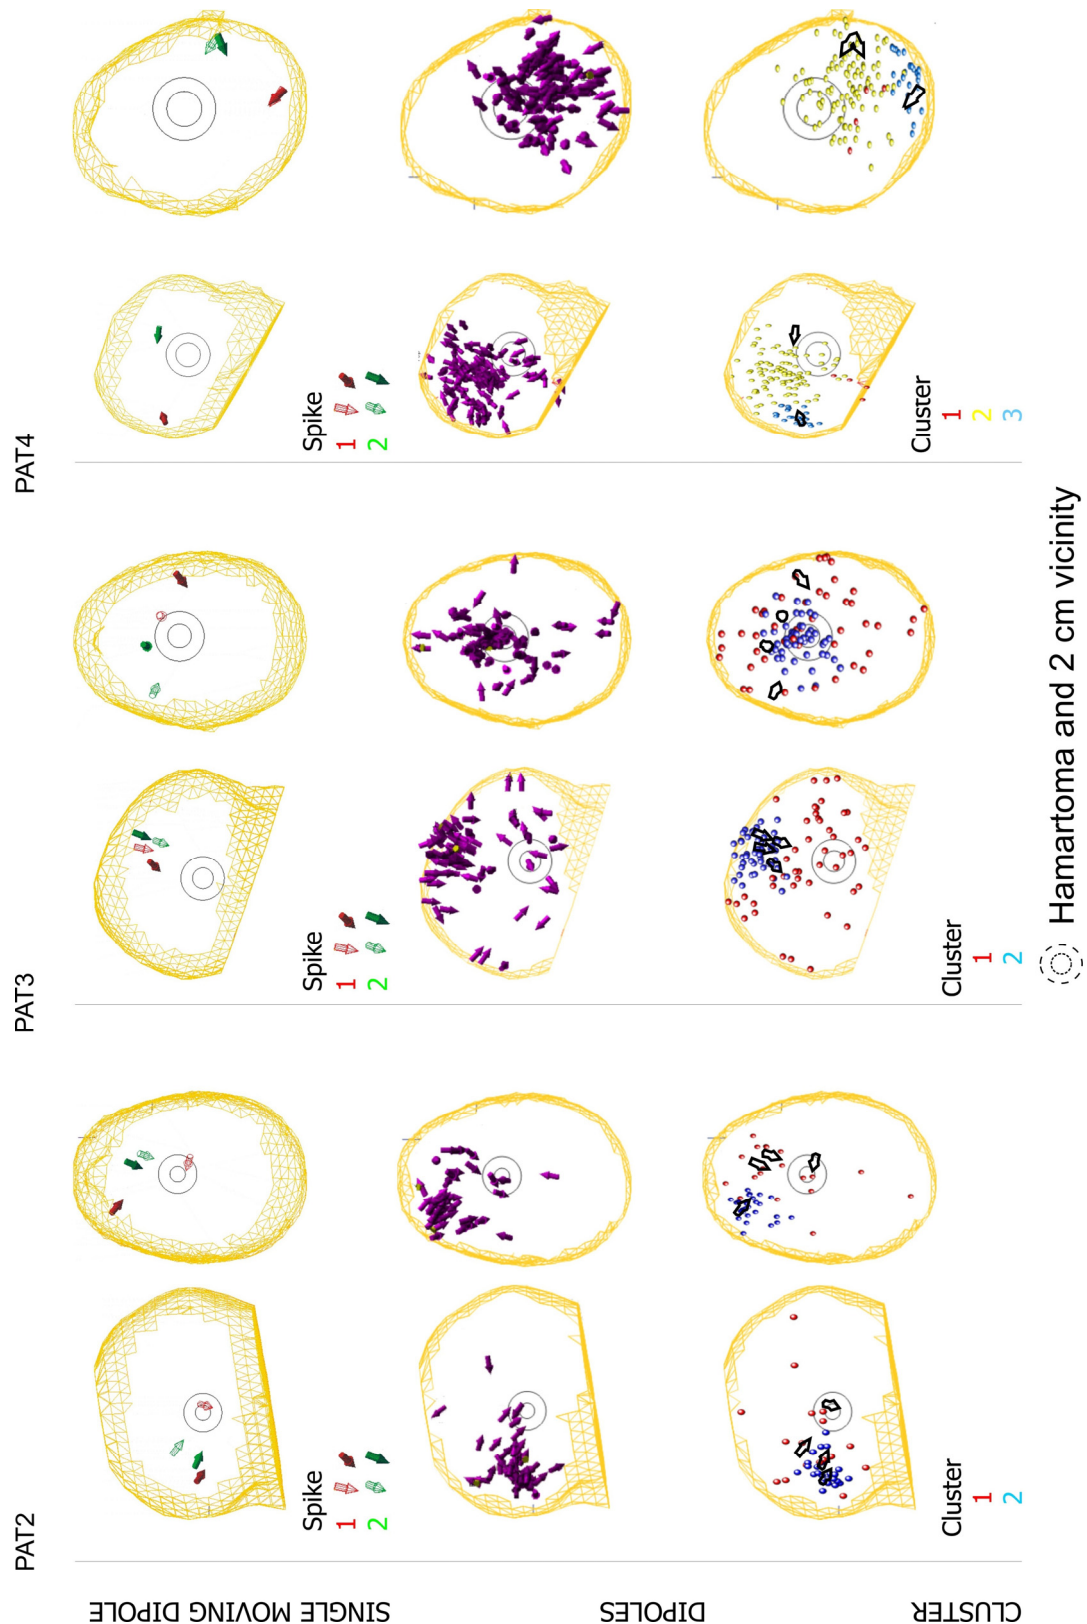 PAT2
PAT3
PAT4
SINGLE MOVING DIPOLE
Spike
1
2
Spike
1
2
Spike
1
2
DIPOLES
CLUSTER
Cluster
1
2
Cluster
1
2
Cluster
1
2
3
Hamartoma and 2 cm vicinity